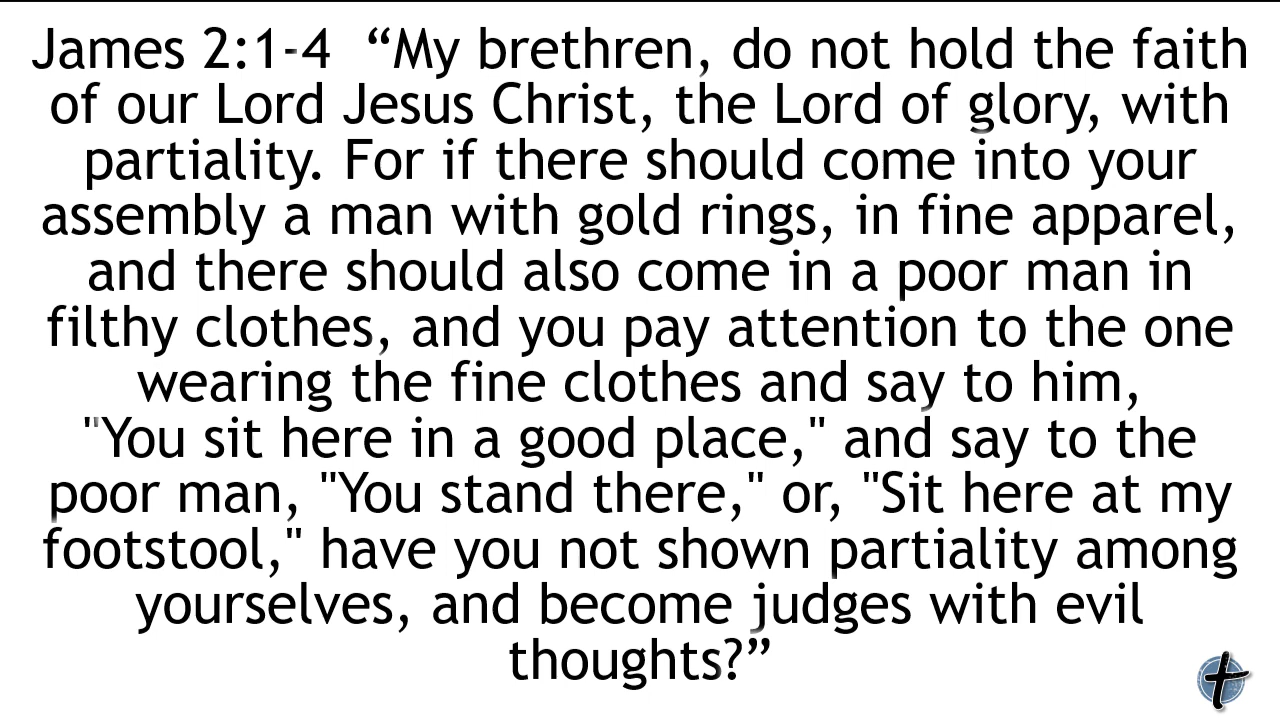 James 2:1-4  “My brethren, do not hold the faith
of our Lord Jesus Christ, the Lord of glory, with
partiality. For if there should come into your
assembly a man with gold rings, in fine apparel,
and there should also come in a poor man in
filthy clothes, and you pay attention to the one
wearing the fine clothes and say to him,
"You sit here in a good place," and say to the
poor man, "You stand there," or, "Sit here at my
footstool," have you not shown partiality among
yourselves, and become judges with evil
thoughts?”